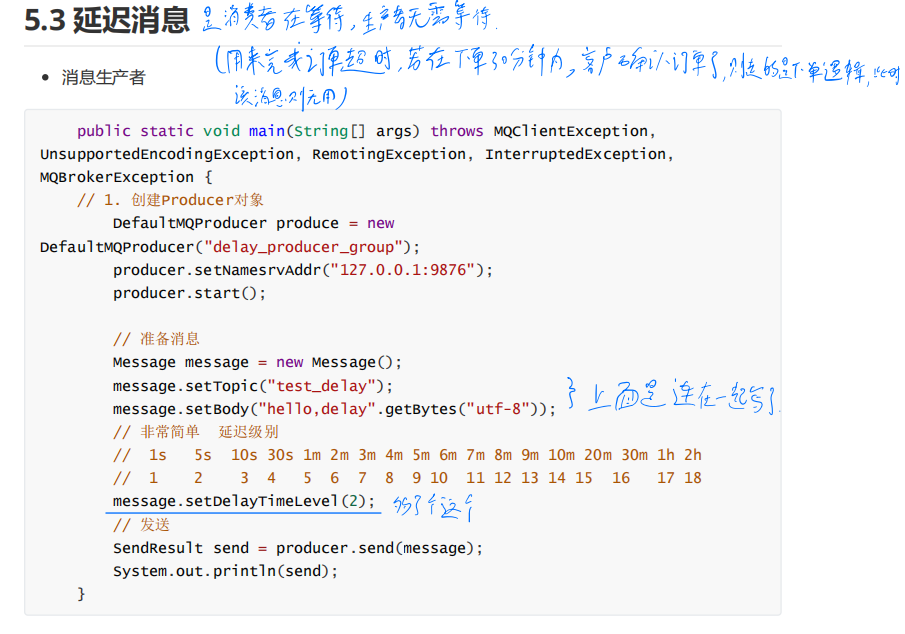 5.3 延迟消息 是消费者在等待,生产者无需等待.
(用来完成订单超时,若在下单30分钟内,客户确认订单了,则走的是下单逻辑,此时
• 消息生产者
该消息则无用)
public static void main(String[] args) throws MQClientException,
UnsupportedEncodingException, RemotingException, InterruptedException,
MQBrokerException {
// 1. 创建Producer对象
DefaultMQProducer produce = new
DefaultMQProducer("delay_producer_group");
producer.setNamesrvAddr("127.0.0.1:9876");
producer.start();
// 准备消息
Message message = new Message();
message.setTopic("test_delay");
message.setBody("hello,delay".getBytes("utf-8")); } 上面是连在一起写了.
// 非常简单 延迟级别
// 1s 5s 10s 30s 1m 2m 3m 4m 5m 6m 7m 8m 9m 10m 20m 30m 1h 2h
// 1 2 3 4 5 6 7 8 9 10 11 12 13 14 15 16 17 18
message.setDelayTimeLevel(2); 多了个这个
// 发送
SendResult send = producer.send(message);
System.out.println(send);
}